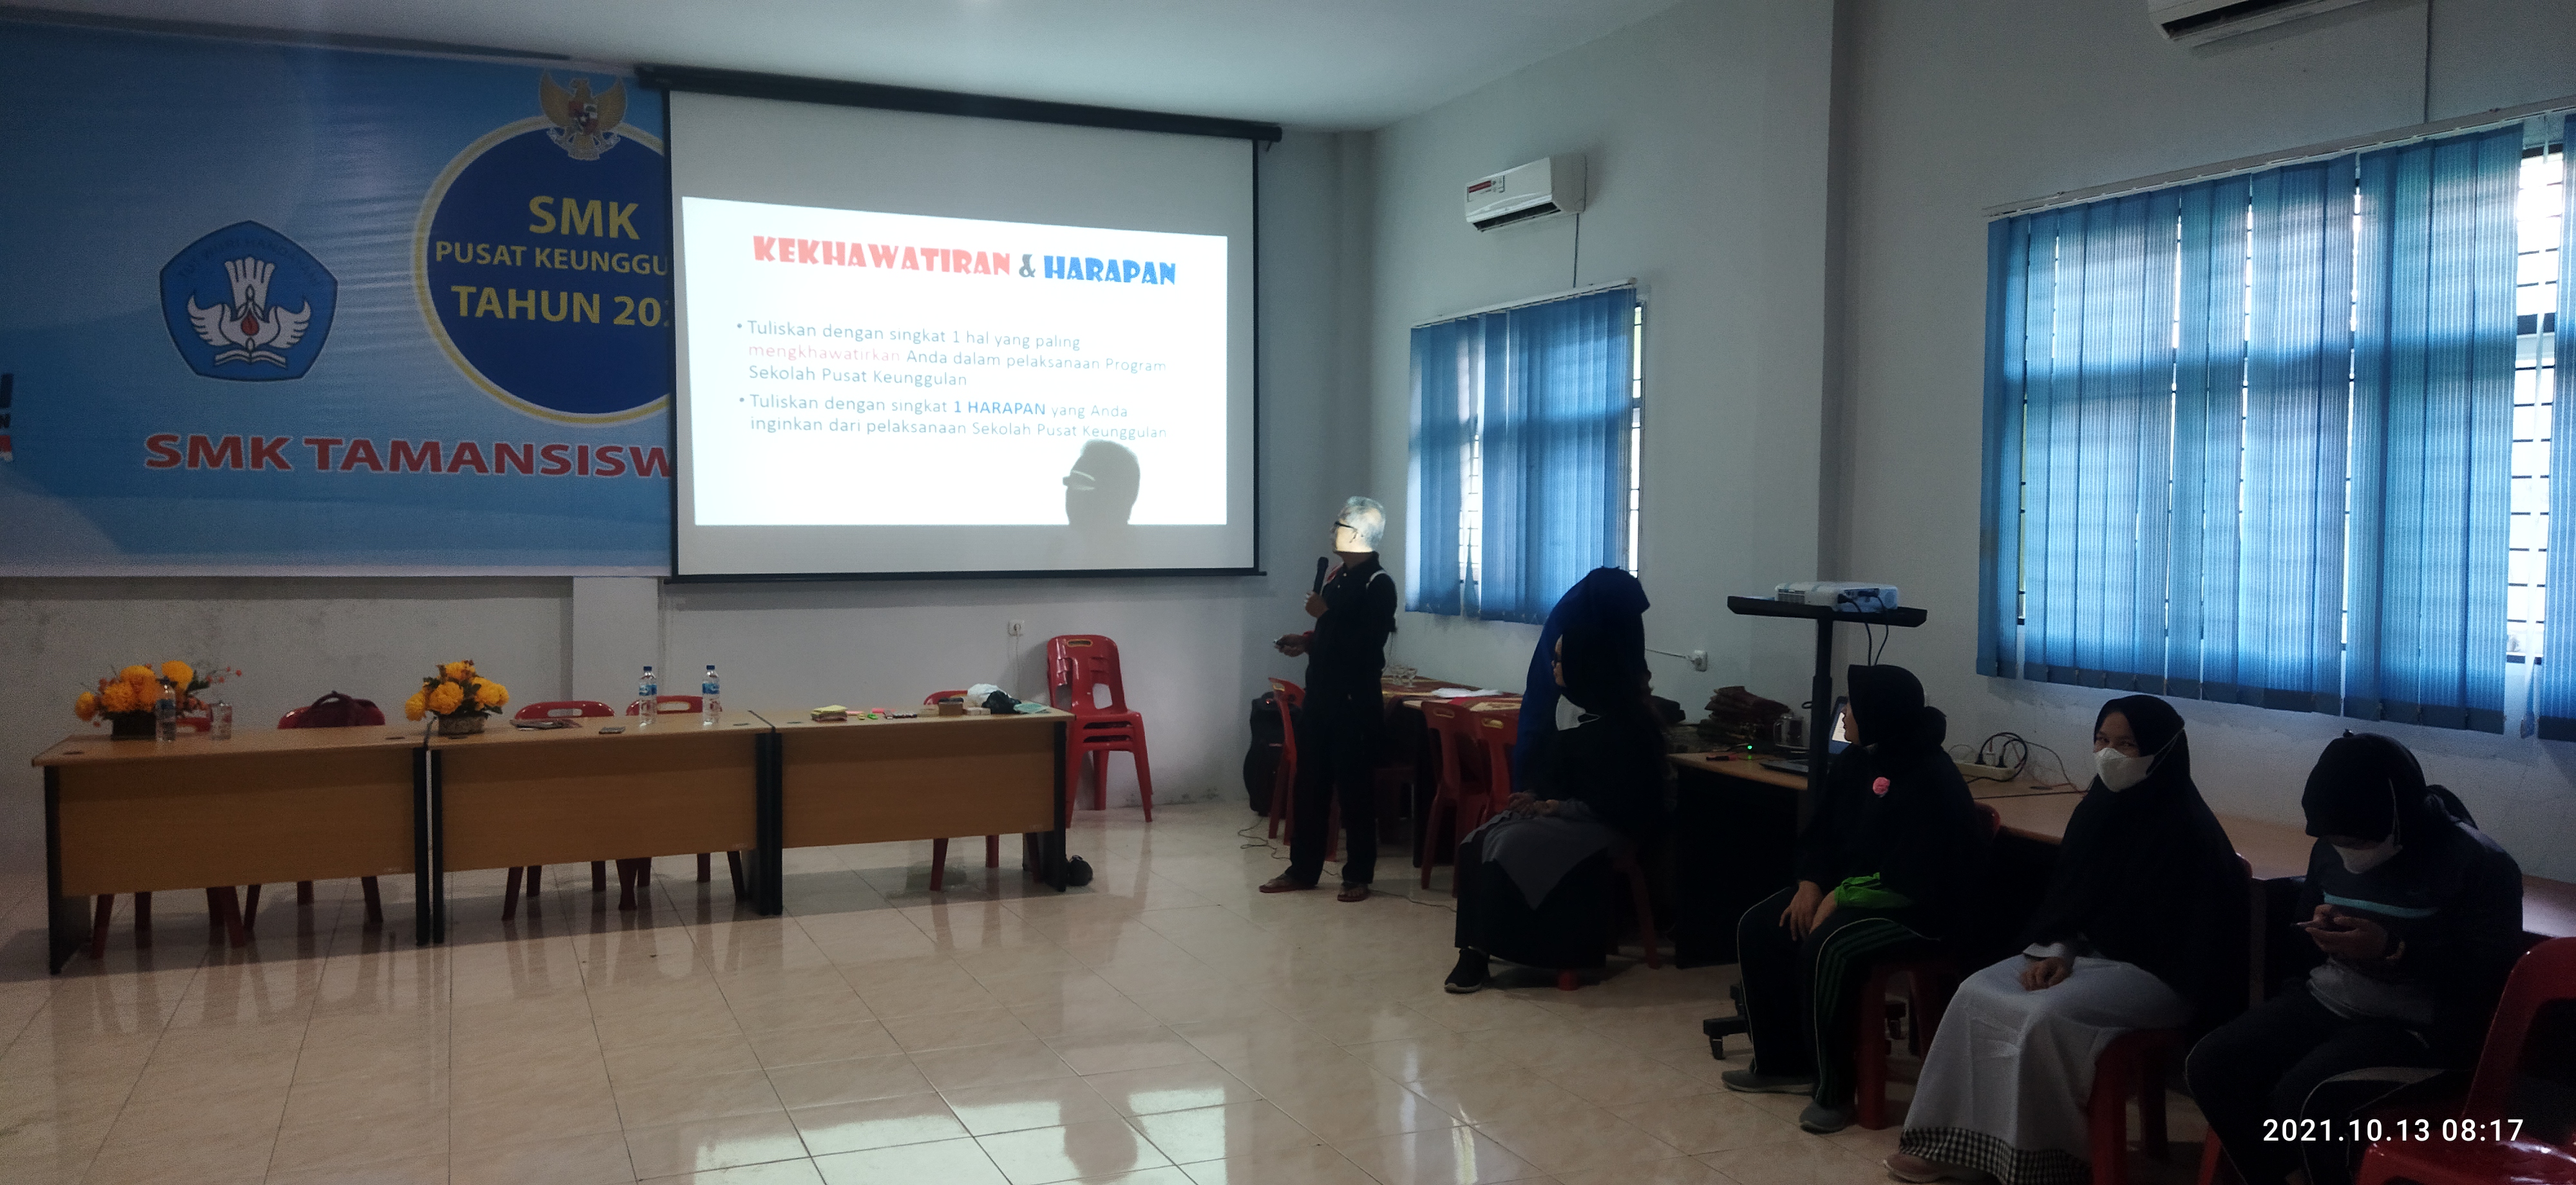 SMK
PUSAT KEUNGGU
TAHUN 202
SMK TAMANSISW
KEKHAWATIRAN & HARAPAN
• Tuliskan dengan singkat 1 hal yang paling
mengkhawatirkan Anda dalam pelaksanaan Program
Sekolah Pusat Keunggulan
• Tuliskan dengan singkat 1 HARAPAN yang Anda
inginkan dari pelaksanaan Sekolah Pusat Keunggulan
2021.10.13 08:17